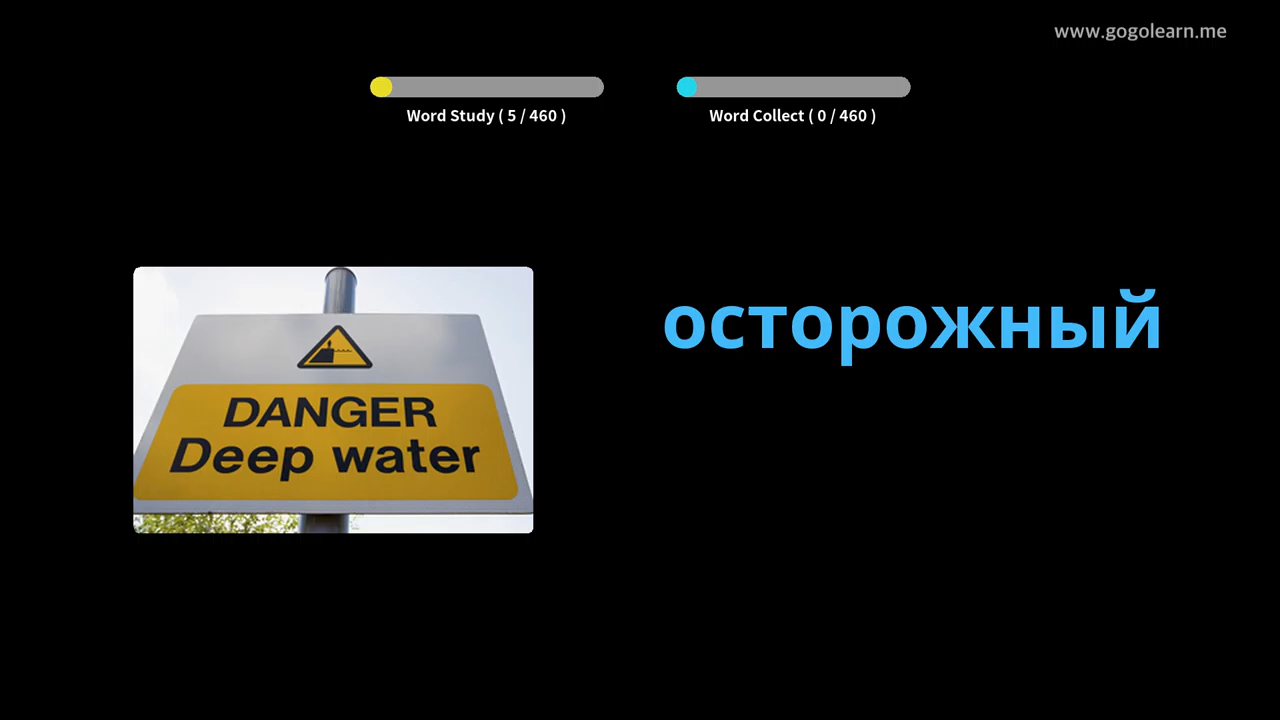 www.gogolearn.me
Word Study ( 5 / 460 )
Word Collect ( 0 / 460 )
DANGER
Deep water
осторожный